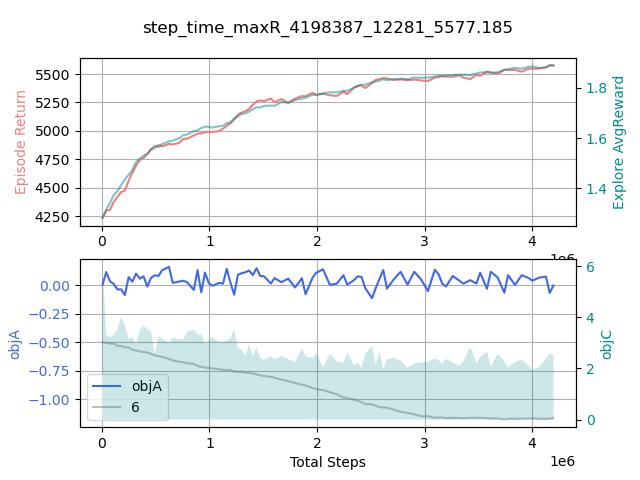 step_time_maxR_4198387_12281_5577.185
5500
5250
5000
4750
4500
4250
Episode Return
1.8
1.6
1.4
Explore AvgReward
0 1 2 3 4
1e6
0.00
−0.25
−0.50
−0.75
−1.00
objA
6
4
2
0
objC
objA
6
0 1 2 3 4
1e6
Total Steps